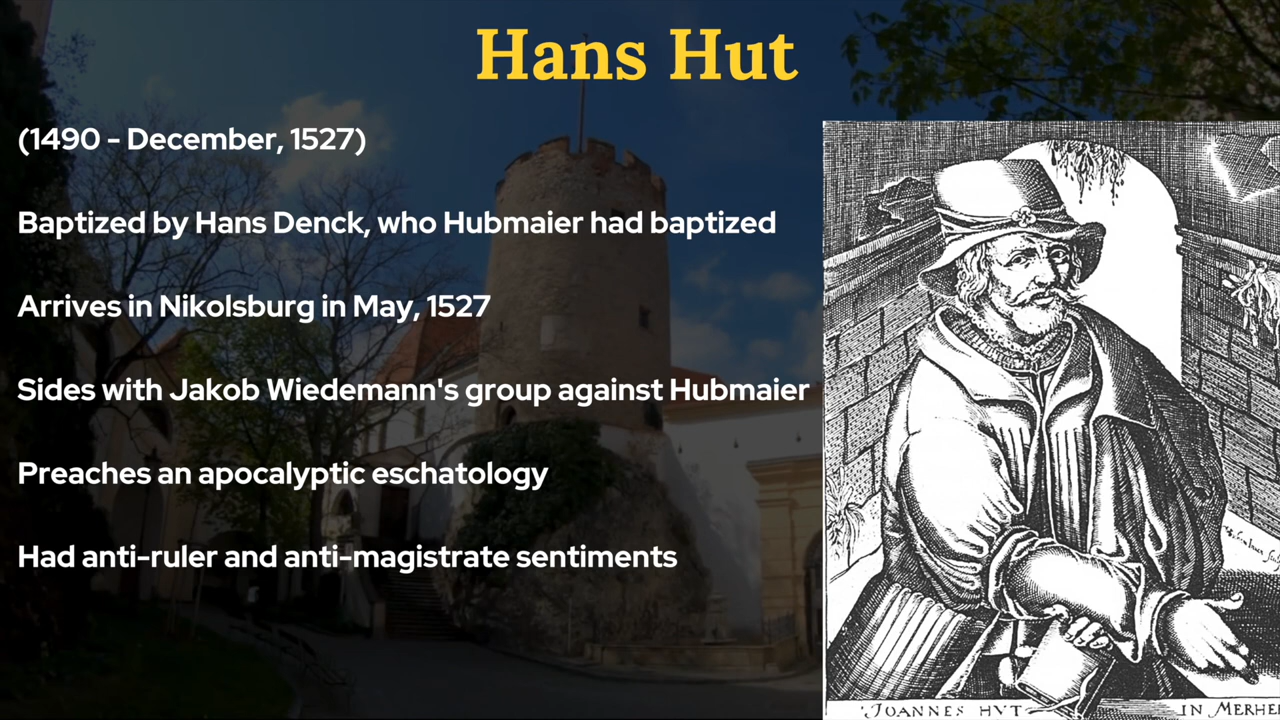 Hans Hut
(1490 - December, 1527)
Baptized by Hans Denck, who Hubmaier had baptized
Arrives in Nikolsburg in May, 1527
Sides with Jakob Wiedemann's group against Hubmaier
Preaches an apocalyptic eschatology
Had anti-ruler and anti-magistrate sentiments
IOANNES HVT IN MERHE